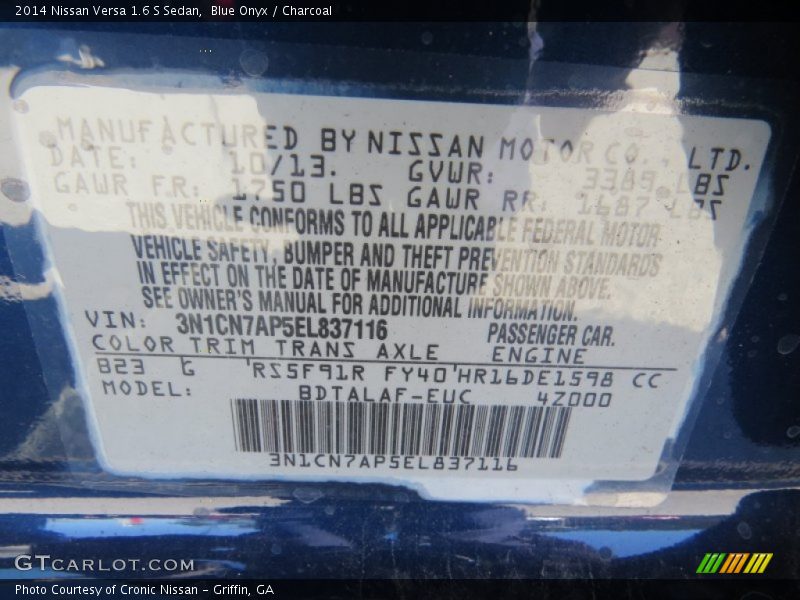 2014 Nissan Versa 1.6 S Sedan,  Blue Onyx / Charcoal
MANUFACTURED BY NISSAN MOTOR CO., LTD.
DATE: 10/13. GVWR: 3389 LBS
GAWR FR: 1750 LBS GAWR RR: 1687 LBS
THIS VEHICLE CONFORMS TO ALL APPLICABLE FEDERAL MOTOR
VEHICLE SAFETY, BUMPER AND THEFT PREVENTION STANDARDS
IN EFFECT ON THE DATE OF MANUFACTURE SHOWN ABOVE.
SEE OWNER'S MANUAL FOR ADDITIONAL INFORMATION.
VIN: 3N1CN7AP5EL837116 PASSENGER CAR.
COLOR TRIM TRANS AXLE ENGINE
B23 G 'RS5F91R FY40'HR16DE1598 CC
MODEL: BDTALAF-EUC 4Z000
3N1CN7AP5EL837116
GTCARLOT.COM
Photo Courtesy of Cronic Nissan - Griffin, GA